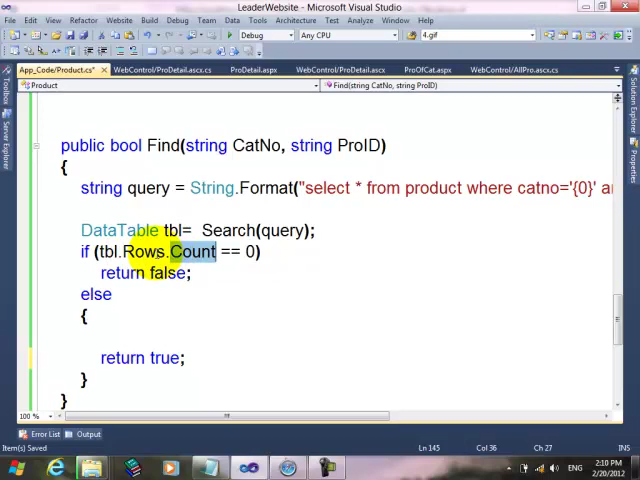 LeaderWebsite - Microsoft Visual Studio
File Edit View Refactor Website Build Debug Team Data Tools Architecture Test Analyze Window Help
Debug Any CPU 4.gif
App_Code/Product.cs* WebControl/ProDetail.ascx.cs ProDetail.aspx WebControl/ProDetail.ascx ProOfCat.aspx WebControl/AllPro.ascx.cs
Product Find(string CatNo, string ProID)
Toolbox
Server Explorer
Solution Explorer
Properties
public bool Find(string CatNo, string ProID)
{
string query = String.Format("select * from product where catno='{0}' an
DataTable tbl= Search(query);
if (tbl.Rows.Count == 0)
return false;
else
{
return true;
}
}
100 %
Error List Output
Item(s) Saved Ln 145 Col 36 Ch 27 INS
ENG 2:10 PM
2/20/2012